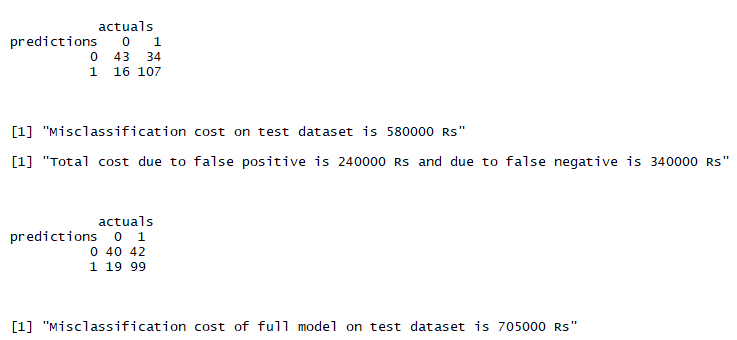 actuals
predictions 0 1
0 43 34
1 16 107
[1] "Misclassification cost on test dataset is 580000 Rs"
[1] "Total cost due to false positive is 240000 Rs and due to false negative is 340000 Rs"
actuals
predictions 0 1
0 40 42
1 19 99
[1] "Misclassification cost of full model on test dataset is 705000 Rs"